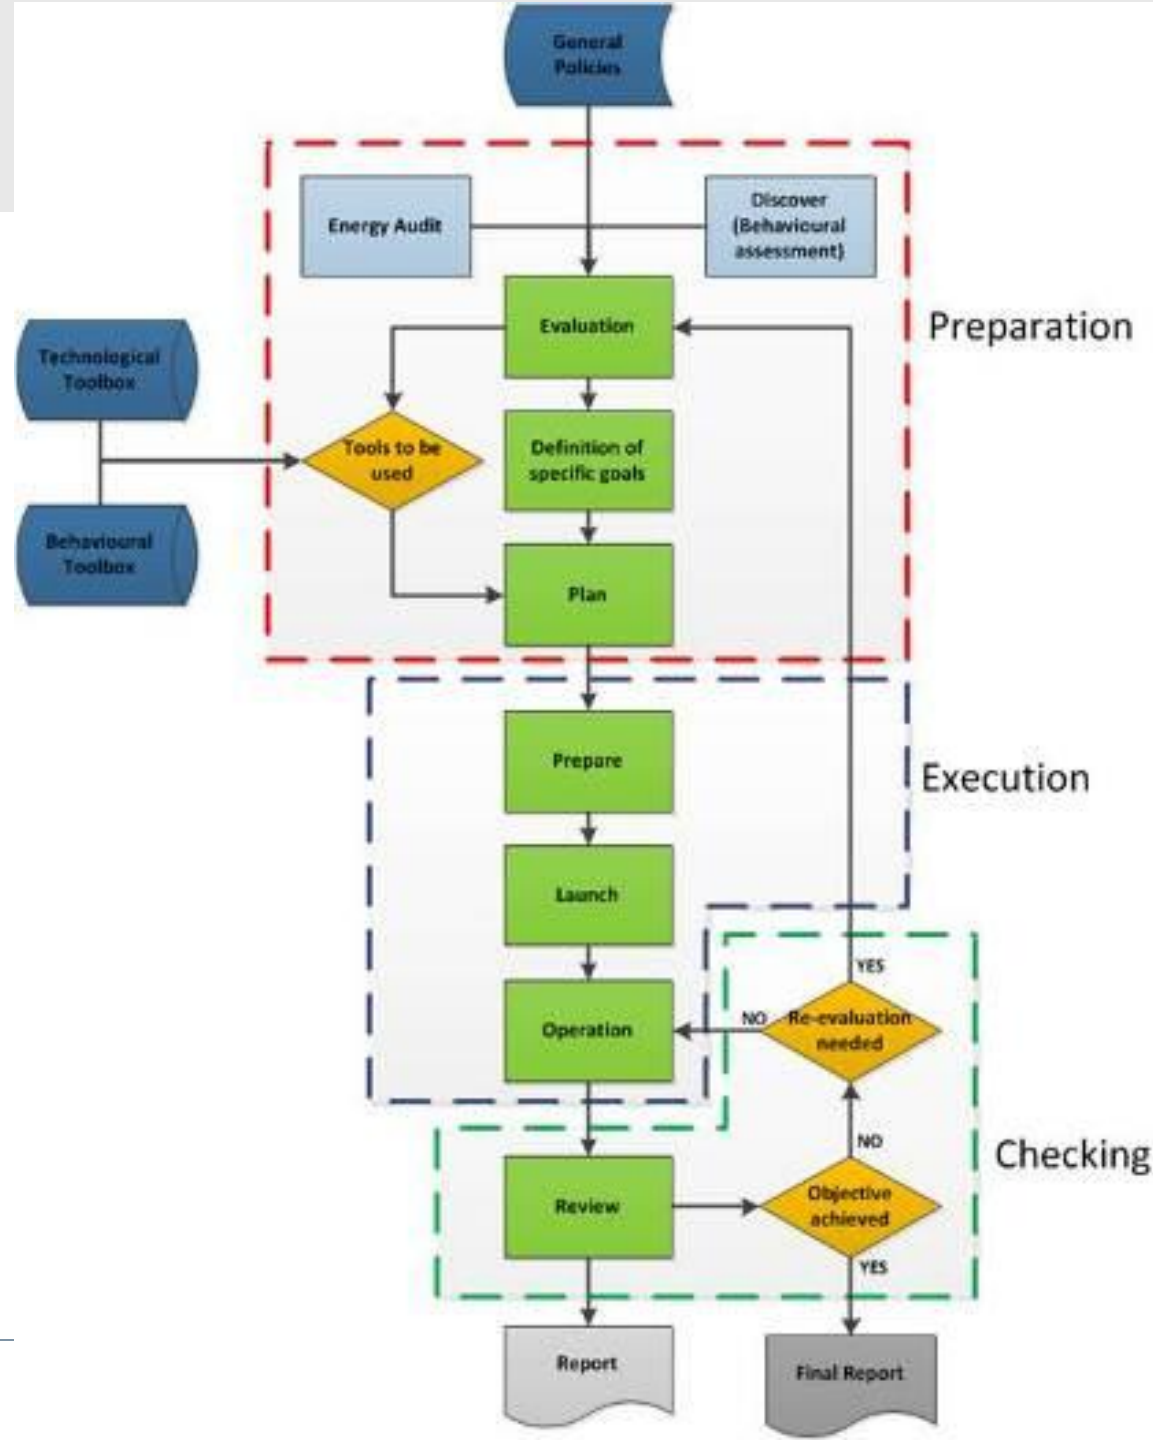 General
Policies
Energy Audit
Discover
(Behavioural
assessment)
Evaluation
Preparation
Technological
Toolbox
Tools to be
used
Definition of
specific goals
Behavioural
Toolbox
Plan
Prepare
Execution
Launch
YES
Operation
NO
Re-evaluation
needed
NO
Checking
Review
Objective
achieved
YES
Report
Final Report